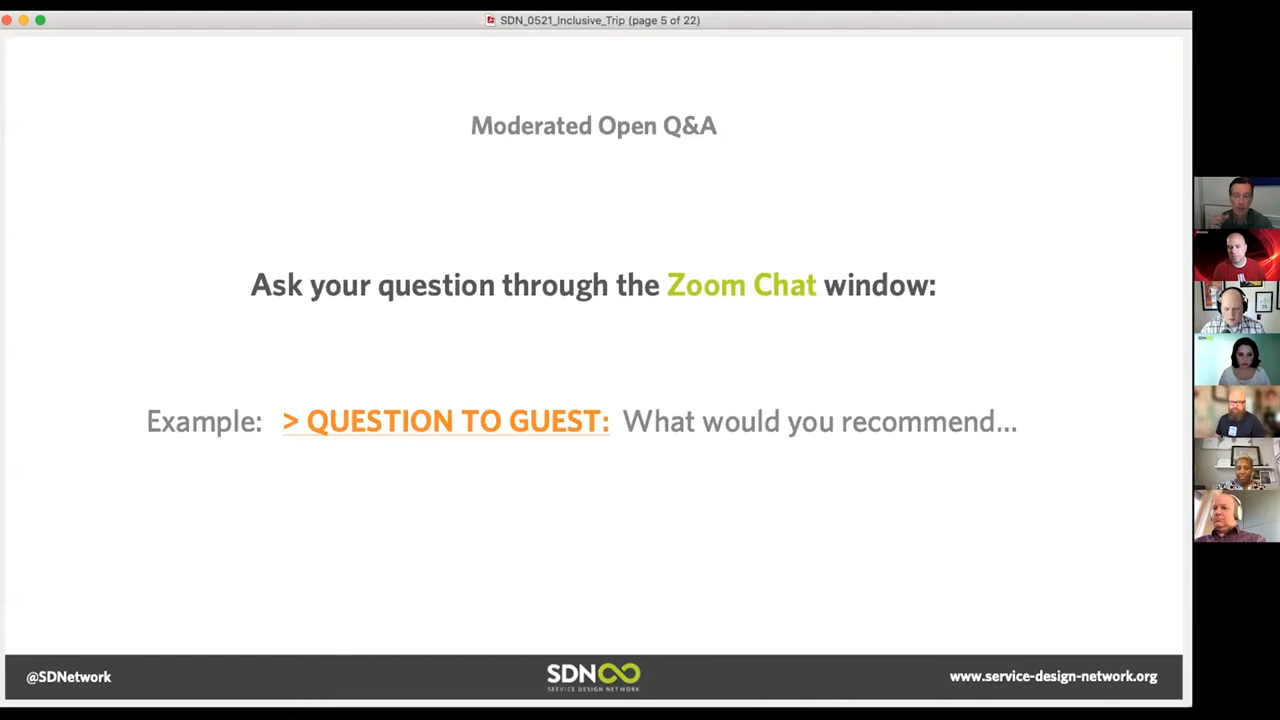 SDN_0521_Inclusive_Trip (page 5 of 22)
Moderated Open Q&A
Ask your question through the Zoom Chat window:
Example: > QUESTION TO GUEST: What would you recommend...
@SDNetwork
SDN
SERVICE DESIGN NETWORK
www.service-design-network.org
SDN